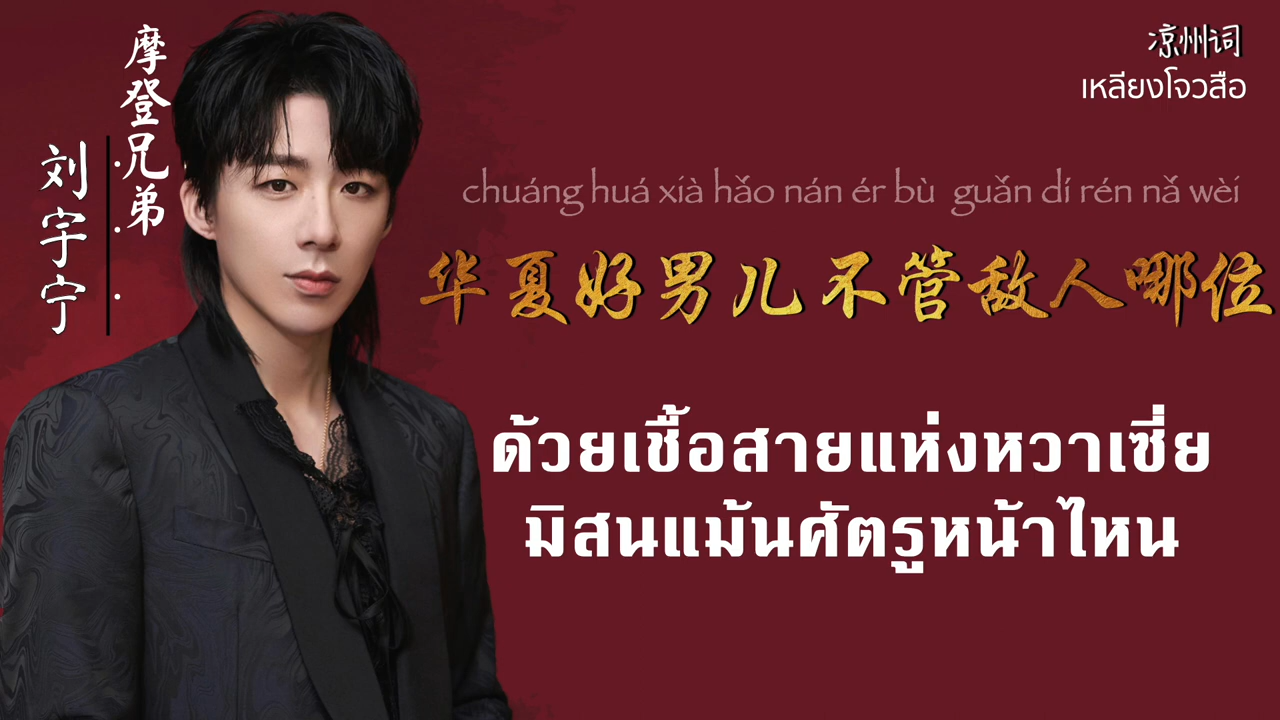 摩登兄弟
刘宇宁
凉州词
เหลียงโจวสือ
chuáng huá xíà hǎo nán ér bù guǎn dí rén nǎ wèí
华夏好男儿不管敌人哪位
ด้วยเชื้อสายแห่งหวาเซี่ย
มิสนแม้นศัตรูหน้าไหน